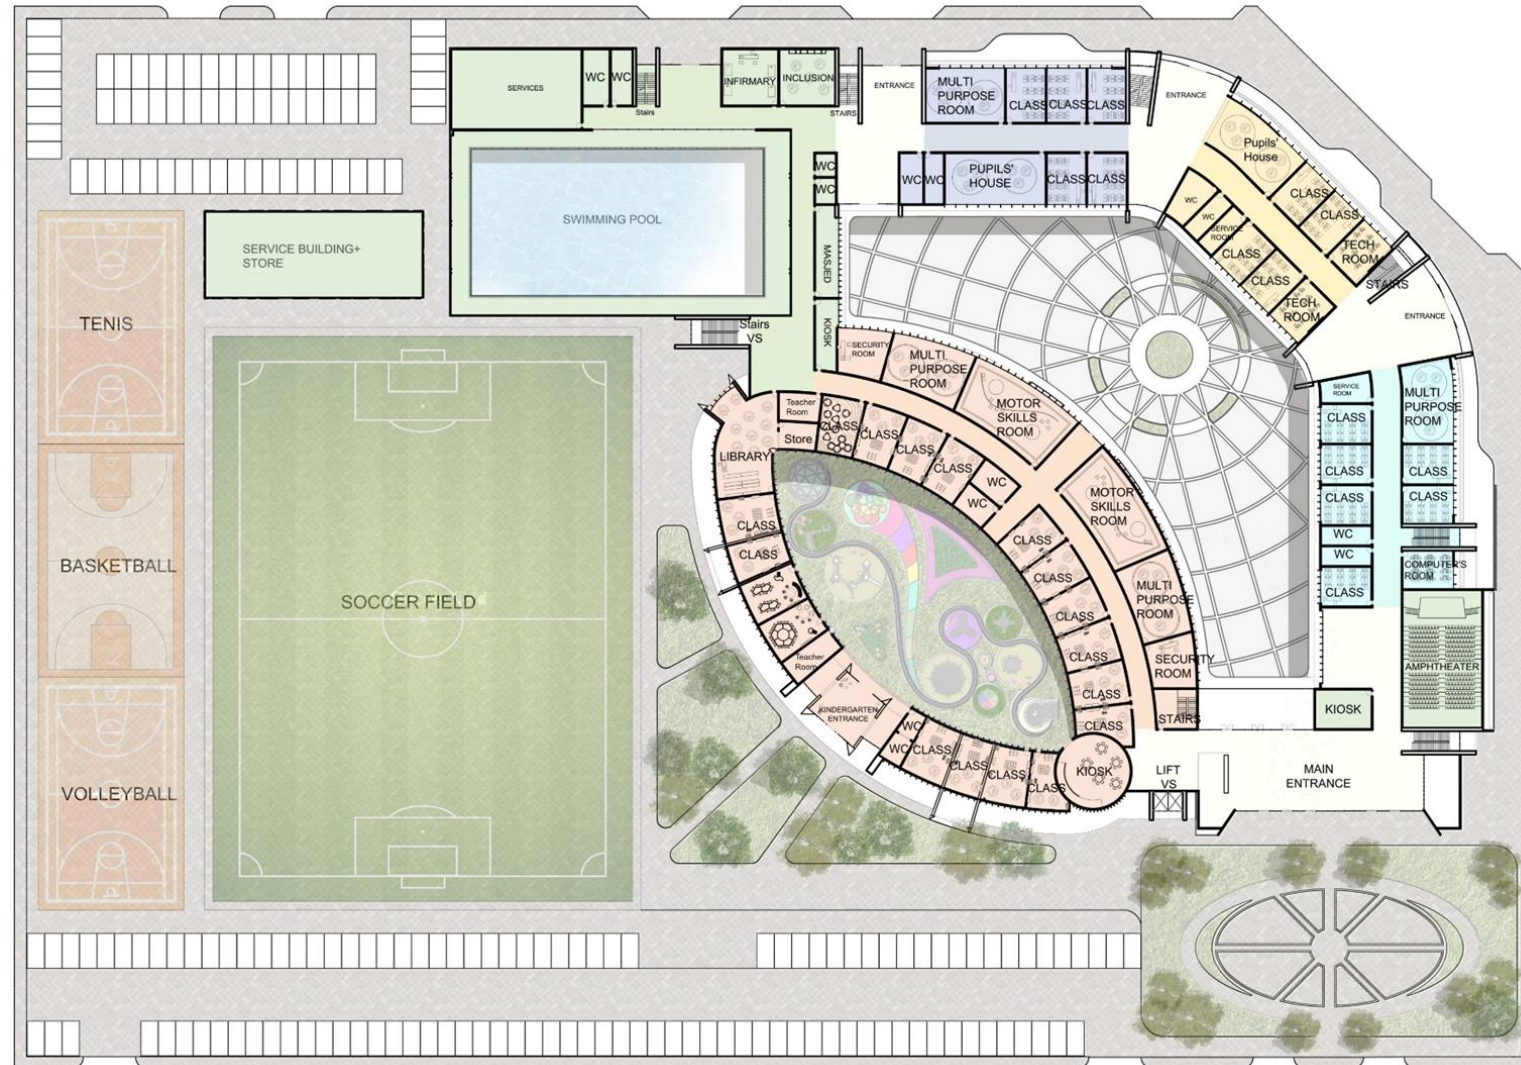 SERVICES
WC
WC
Stairs
INFIRMARY
INCLUSION
STAIRS
ENTRANCE
MULTI
PURPOSE
ROOM
CLASS
CLASS
CLASS
ENTRANCE
WC
WC
WC
WC
PUPILS'
HOUSE
CLASS
CLASS
Pupils'
House
CLASS
CLASS
TECH
ROOM
STAIRS
WC
WC
SERVICE
ROOM
CLASS
CLASS
TECH
ROOM
ENTRANCE
SWIMMING POOL
MASJED
KIOSK
SERVICE BUILDING+
STORE
TENIS
BASKETBALL
VOLLEYBALL
SOCCER FIELD
Stairs
VS
SECURITY
ROOM
MULTI
PURPOSE
ROOM
MOTOR
SKILLS
ROOM
MOTOR
SKILLS
ROOM
MULTI
PURPOSE
ROOM
SECURITY
ROOM
STAIRS
Teacher
Room
Store
CLASS
CLASS
CLASS
CLASS
WC
WC
CLASS
CLASS
CLASS
CLASS
CLASS
CLASS
LIBRARY
CLASS
CLASS
Teacher
Room
KINDERGARTEN
ENTRANCE
WC
WC
CLASS
CLASS
CLASS
CLASS
KIOSK
SERVICE
ROOM
CLASS
CLASS
CLASS
WC
WC
CLASS
MULTI
PURPOSE
ROOM
CLASS
CLASS
COMPUTER'S
ROOM
AMPHTHEATER
KIOSK
LIFT
VS
MAIN
ENTRANCE